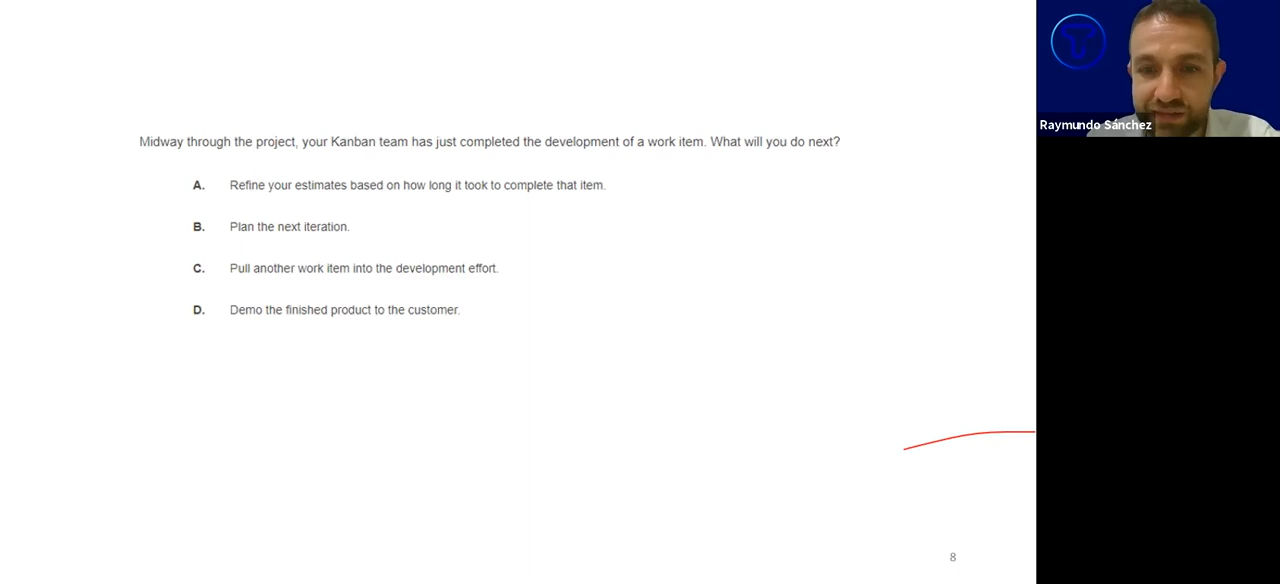 Midway through the project, your Kanban team has just completed the development of a work item. What will you do next?
A. Refine your estimates based on how long it took to complete that item.
B. Plan the next iteration.
C. Pull another work item into the development effort.
D. Demo the finished product to the customer.
8
Raymundo Sánchez